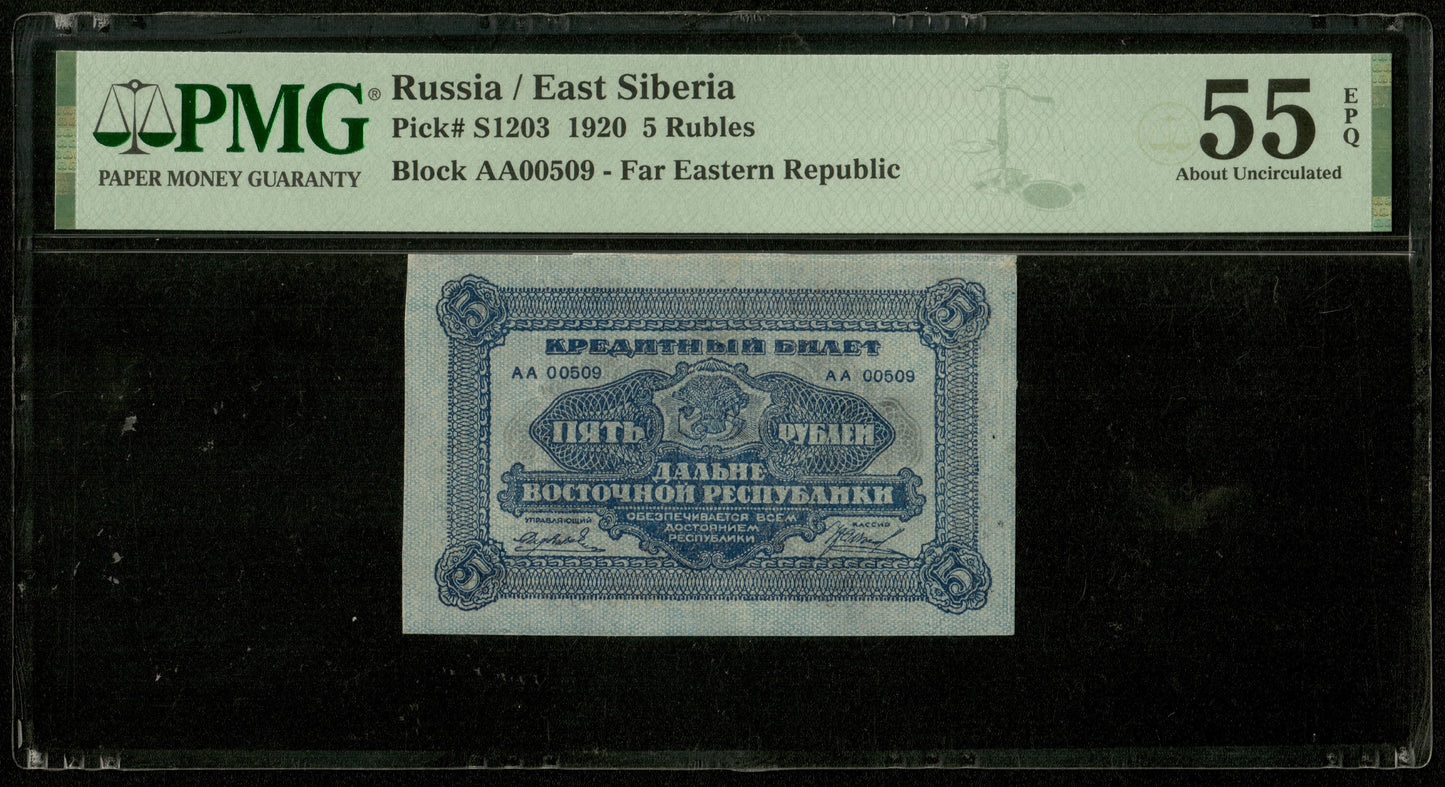 PMG®
PAPER MONEY GUARANTY
Russia / East Siberia
Pick# S1203 1920 5 Rubles
Block AA00509 - Far Eastern Republic
55
EPQ
About Uncirculated
5 5
КРЕДИТНЫЙ БИЛЕТ
АА 00509 АА 00509
ПЯТЬ РУБЛЕЙ
ДАЛЬНЕ
ВОСТОЧНОЙ РЕСПУБЛИКИ
ОБЕЗПЕЧИВАЕТСЯ ВСЕМ
ДОСТОЯНИЕМ
РЕСПУБЛИКИ
УПРАВЛЯЮЩИЙ КАССИР
5 5